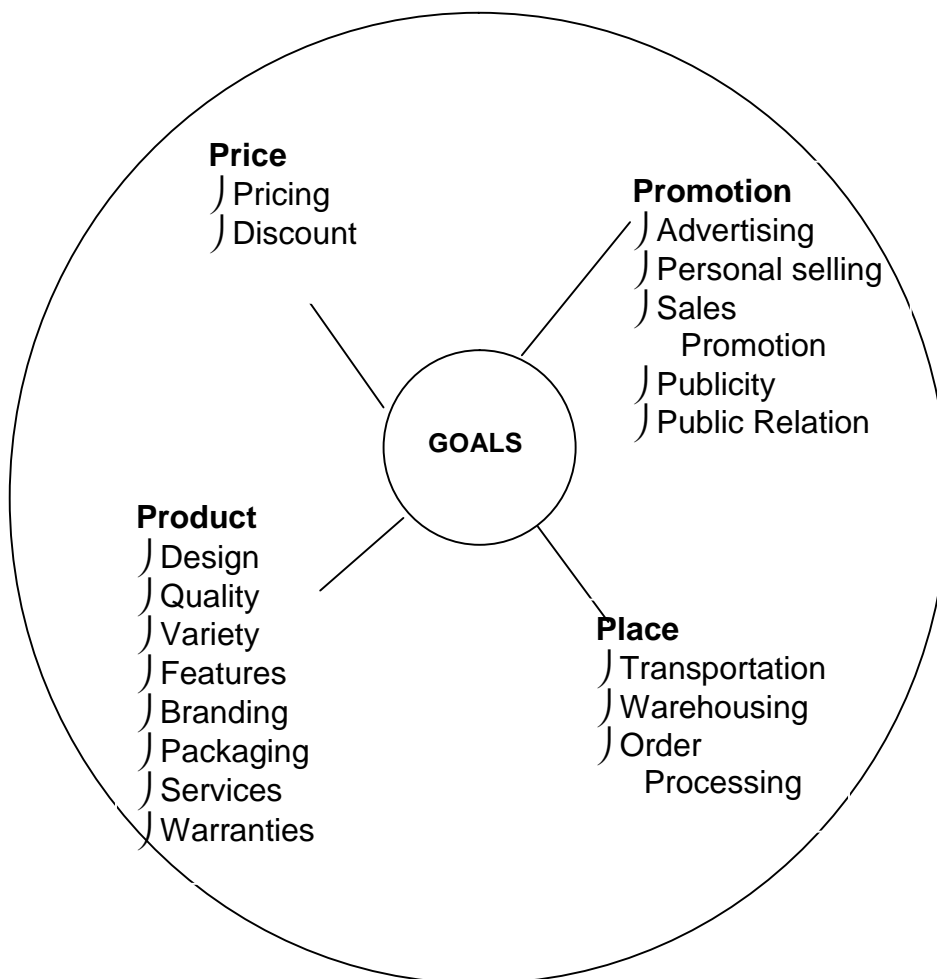 Price
Pricing
Discount
Promotion
Advertising
Personal selling
Sales
Promotion
Publicity
Public Relation
GOALS
Product
Design
Quality
Variety
Features
Branding
Packaging
Services
Warranties
Place
Transportation
Warehousing
Order
Processing